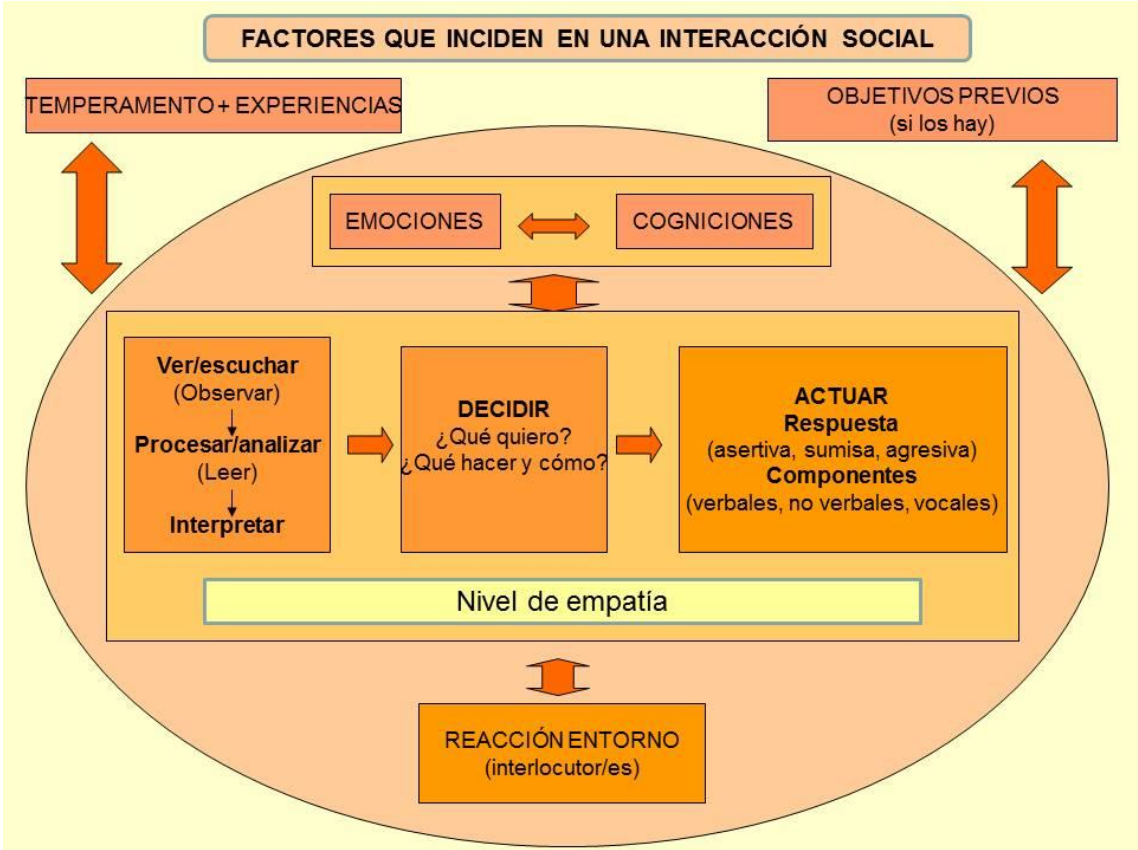 FACTORES QUE INCIDEN EN UNA INTERACCIÓN SOCIAL
TEMPERAMENTO + EXPERIENCIAS
OBJETIVOS PREVIOS
(si los hay)
EMOCIONES
COGNICIONES
Ver/escuchar
(Observar)
Procesar/analizar
(Leer)
Interpretar
DECIDIR
¿Qué quiero?
¿Qué hacer y cómo?
ACTUAR
Respuesta
(asertiva, sumisa, agresiva)
Componentes
(verbales, no verbales, vocales)
Nivel de empatía
REACCIÓN ENTORNO
(interlocutor/es)